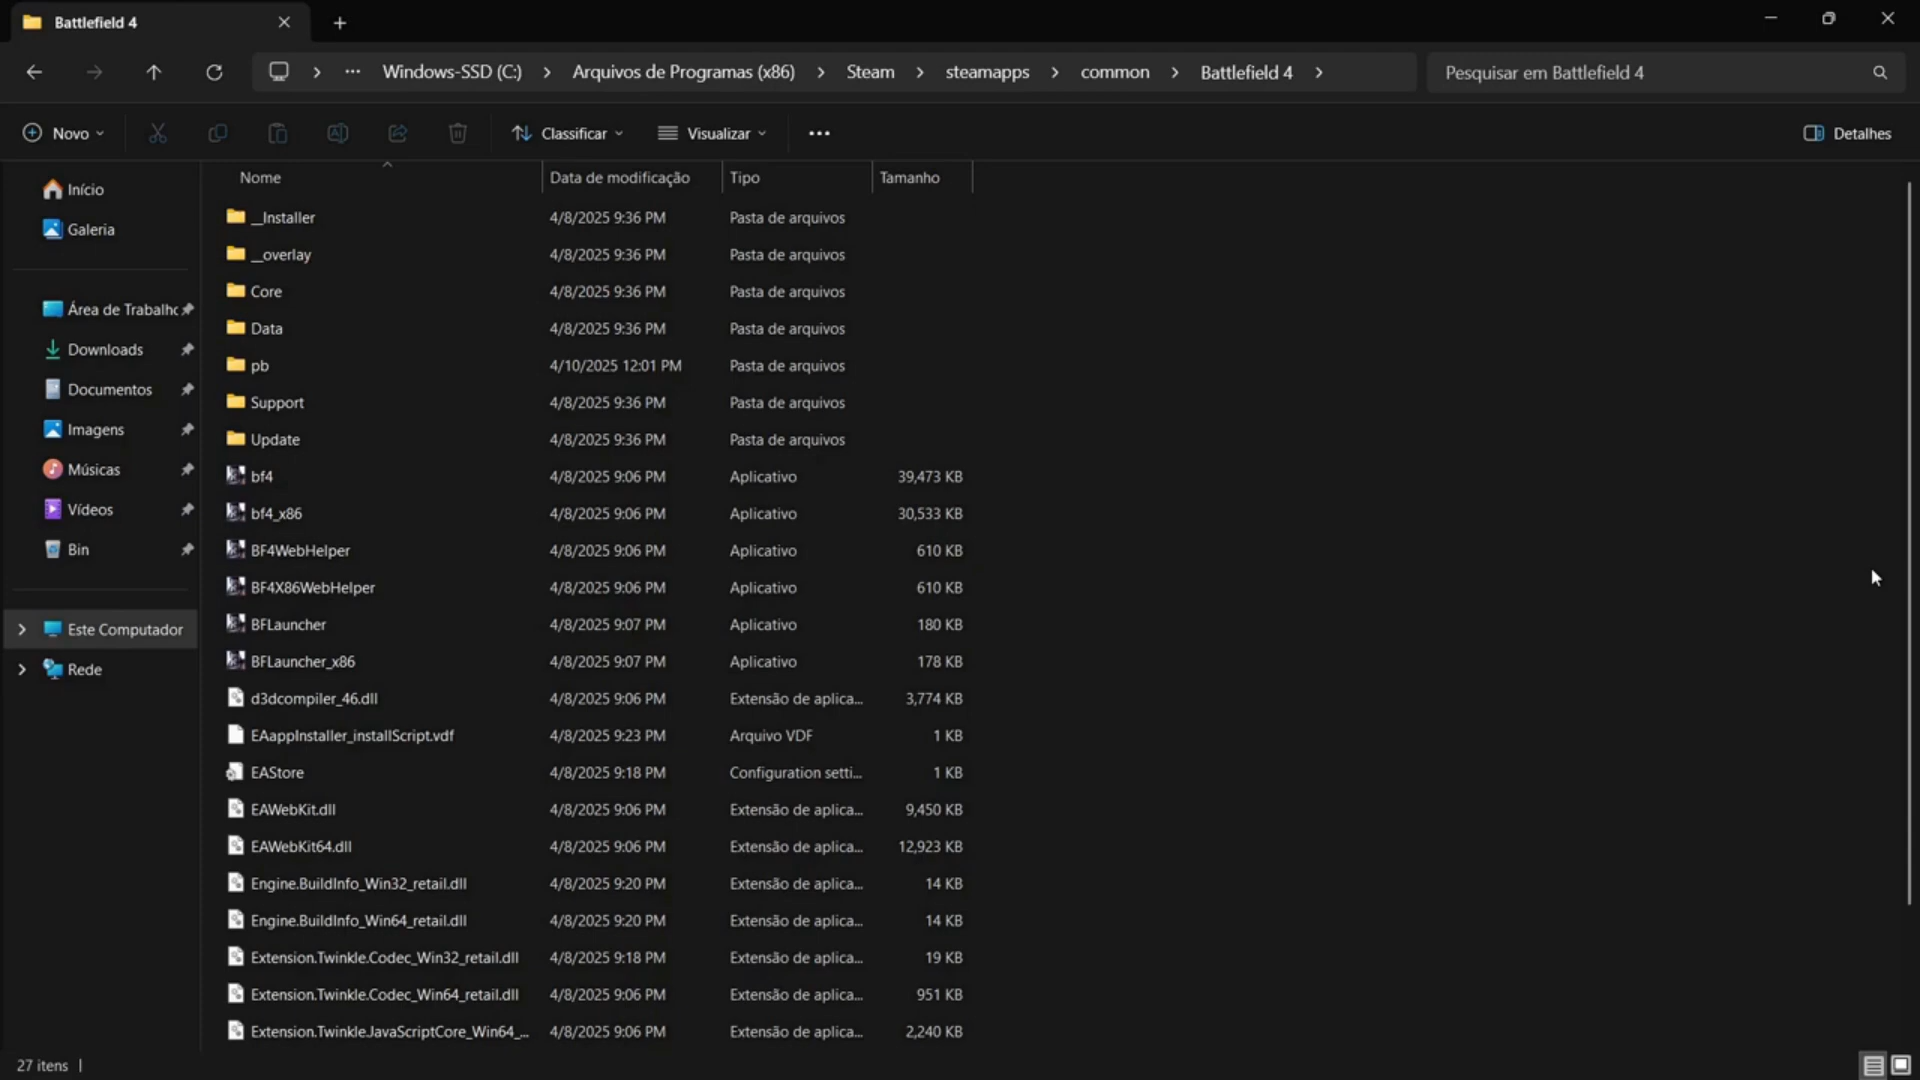 Battlefield 4
Windows-SSD (C:) Arquivos de Programas (x86) Steam steamapps common Battlefield 4 Pesquisar em Battlefield 4
Novo Classificar Visualizar Detalhes
Nome Data de modificação Tipo Tamanho
Início
Galeria
Área de Trabalho
Downloads
Documentos
Imagens
Músicas
Vídeos
Bin
Este Computador
Rede
__Installer 4/8/2025 9:36 PM Pasta de arquivos
__overlay 4/8/2025 9:36 PM Pasta de arquivos
Core 4/8/2025 9:36 PM Pasta de arquivos
Data 4/8/2025 9:36 PM Pasta de arquivos
pb 4/10/2025 12:01 PM Pasta de arquivos
Support 4/8/2025 9:36 PM Pasta de arquivos
Update 4/8/2025 9:36 PM Pasta de arquivos
bf4 4/8/2025 9:06 PM Aplicativo 39,473 KB
bf4_x86 4/8/2025 9:06 PM Aplicativo 30,533 KB
BF4WebHelper 4/8/2025 9:06 PM Aplicativo 610 KB
BF4X86WebHelper 4/8/2025 9:06 PM Aplicativo 610 KB
BFLauncher 4/8/2025 9:07 PM Aplicativo 180 KB
BFLauncher_x86 4/8/2025 9:07 PM Aplicativo 178 KB
d3dcompiler_46.dll 4/8/2025 9:06 PM Extensão de aplica... 3,774 KB
EAappInstaller_installScript.vdf 4/8/2025 9:23 PM Arquivo VDF 1 KB
EAStore 4/8/2025 9:18 PM Configuration setti... 1 KB
EAWebKit.dll 4/8/2025 9:06 PM Extensão de aplica... 9,450 KB
EAWebKit64.dll 4/8/2025 9:06 PM Extensão de aplica... 12,923 KB
Engine.BuildInfo_Win32_retail.dll 4/8/2025 9:20 PM Extensão de aplica... 14 KB
Engine.BuildInfo_Win64_retail.dll 4/8/2025 9:20 PM Extensão de aplica... 14 KB
Extension.Twinkle.Codec_Win32_retail.dll 4/8/2025 9:18 PM Extensão de aplica... 19 KB
Extension.Twinkle.Codec_Win64_retail.dll 4/8/2025 9:06 PM Extensão de aplica... 951 KB
Extension.Twinkle.JavaScriptCore_Win64_... 4/8/2025 9:06 PM Extensão de aplica... 2,240 KB
27 itens